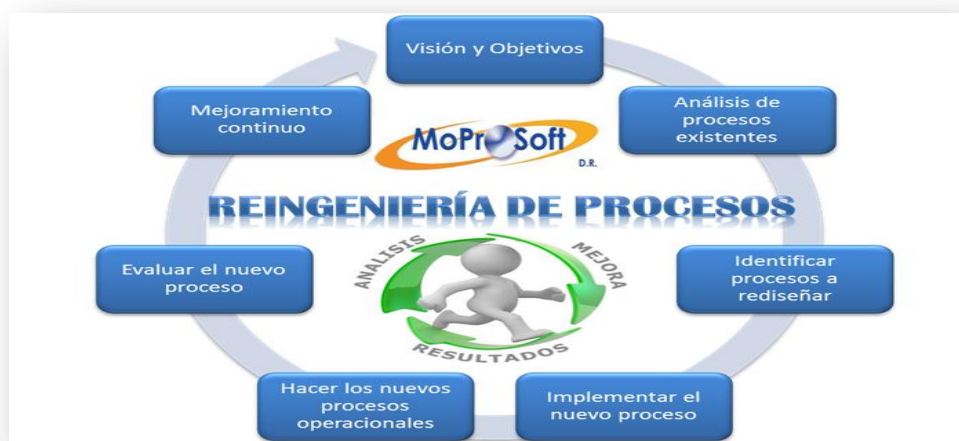 Visión y Objetivos
Análisis de
procesos
existentes
Identificar
procesos a
rediseñar
Implementar el
nuevo proceso
Hacer los nuevos
procesos
operacionales
Evaluar el nuevo
proceso
Mejoramiento
continuo
MoProSoft
D.R.
REINGENIERÍA DE PROCESOS
ANALISIS
MEJORA
RESULTADOS